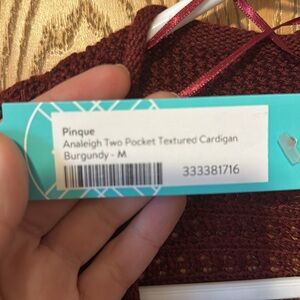 Pinque
Analeigh Two Pocket Textured Cardigan
Burgundy - M
333381716